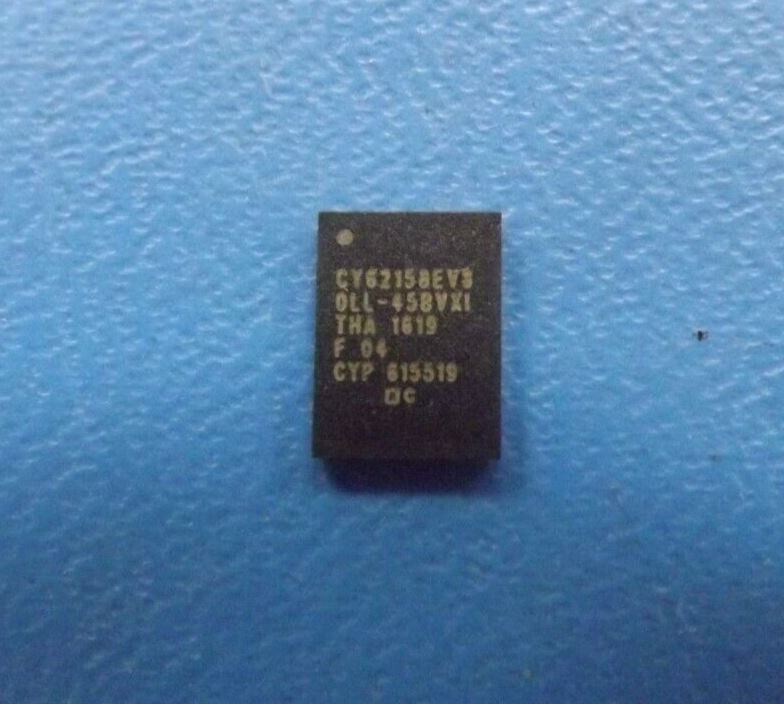 CY62158EV3
0LL-45BVXI
THA 1619
F 04
CYP 615519
C